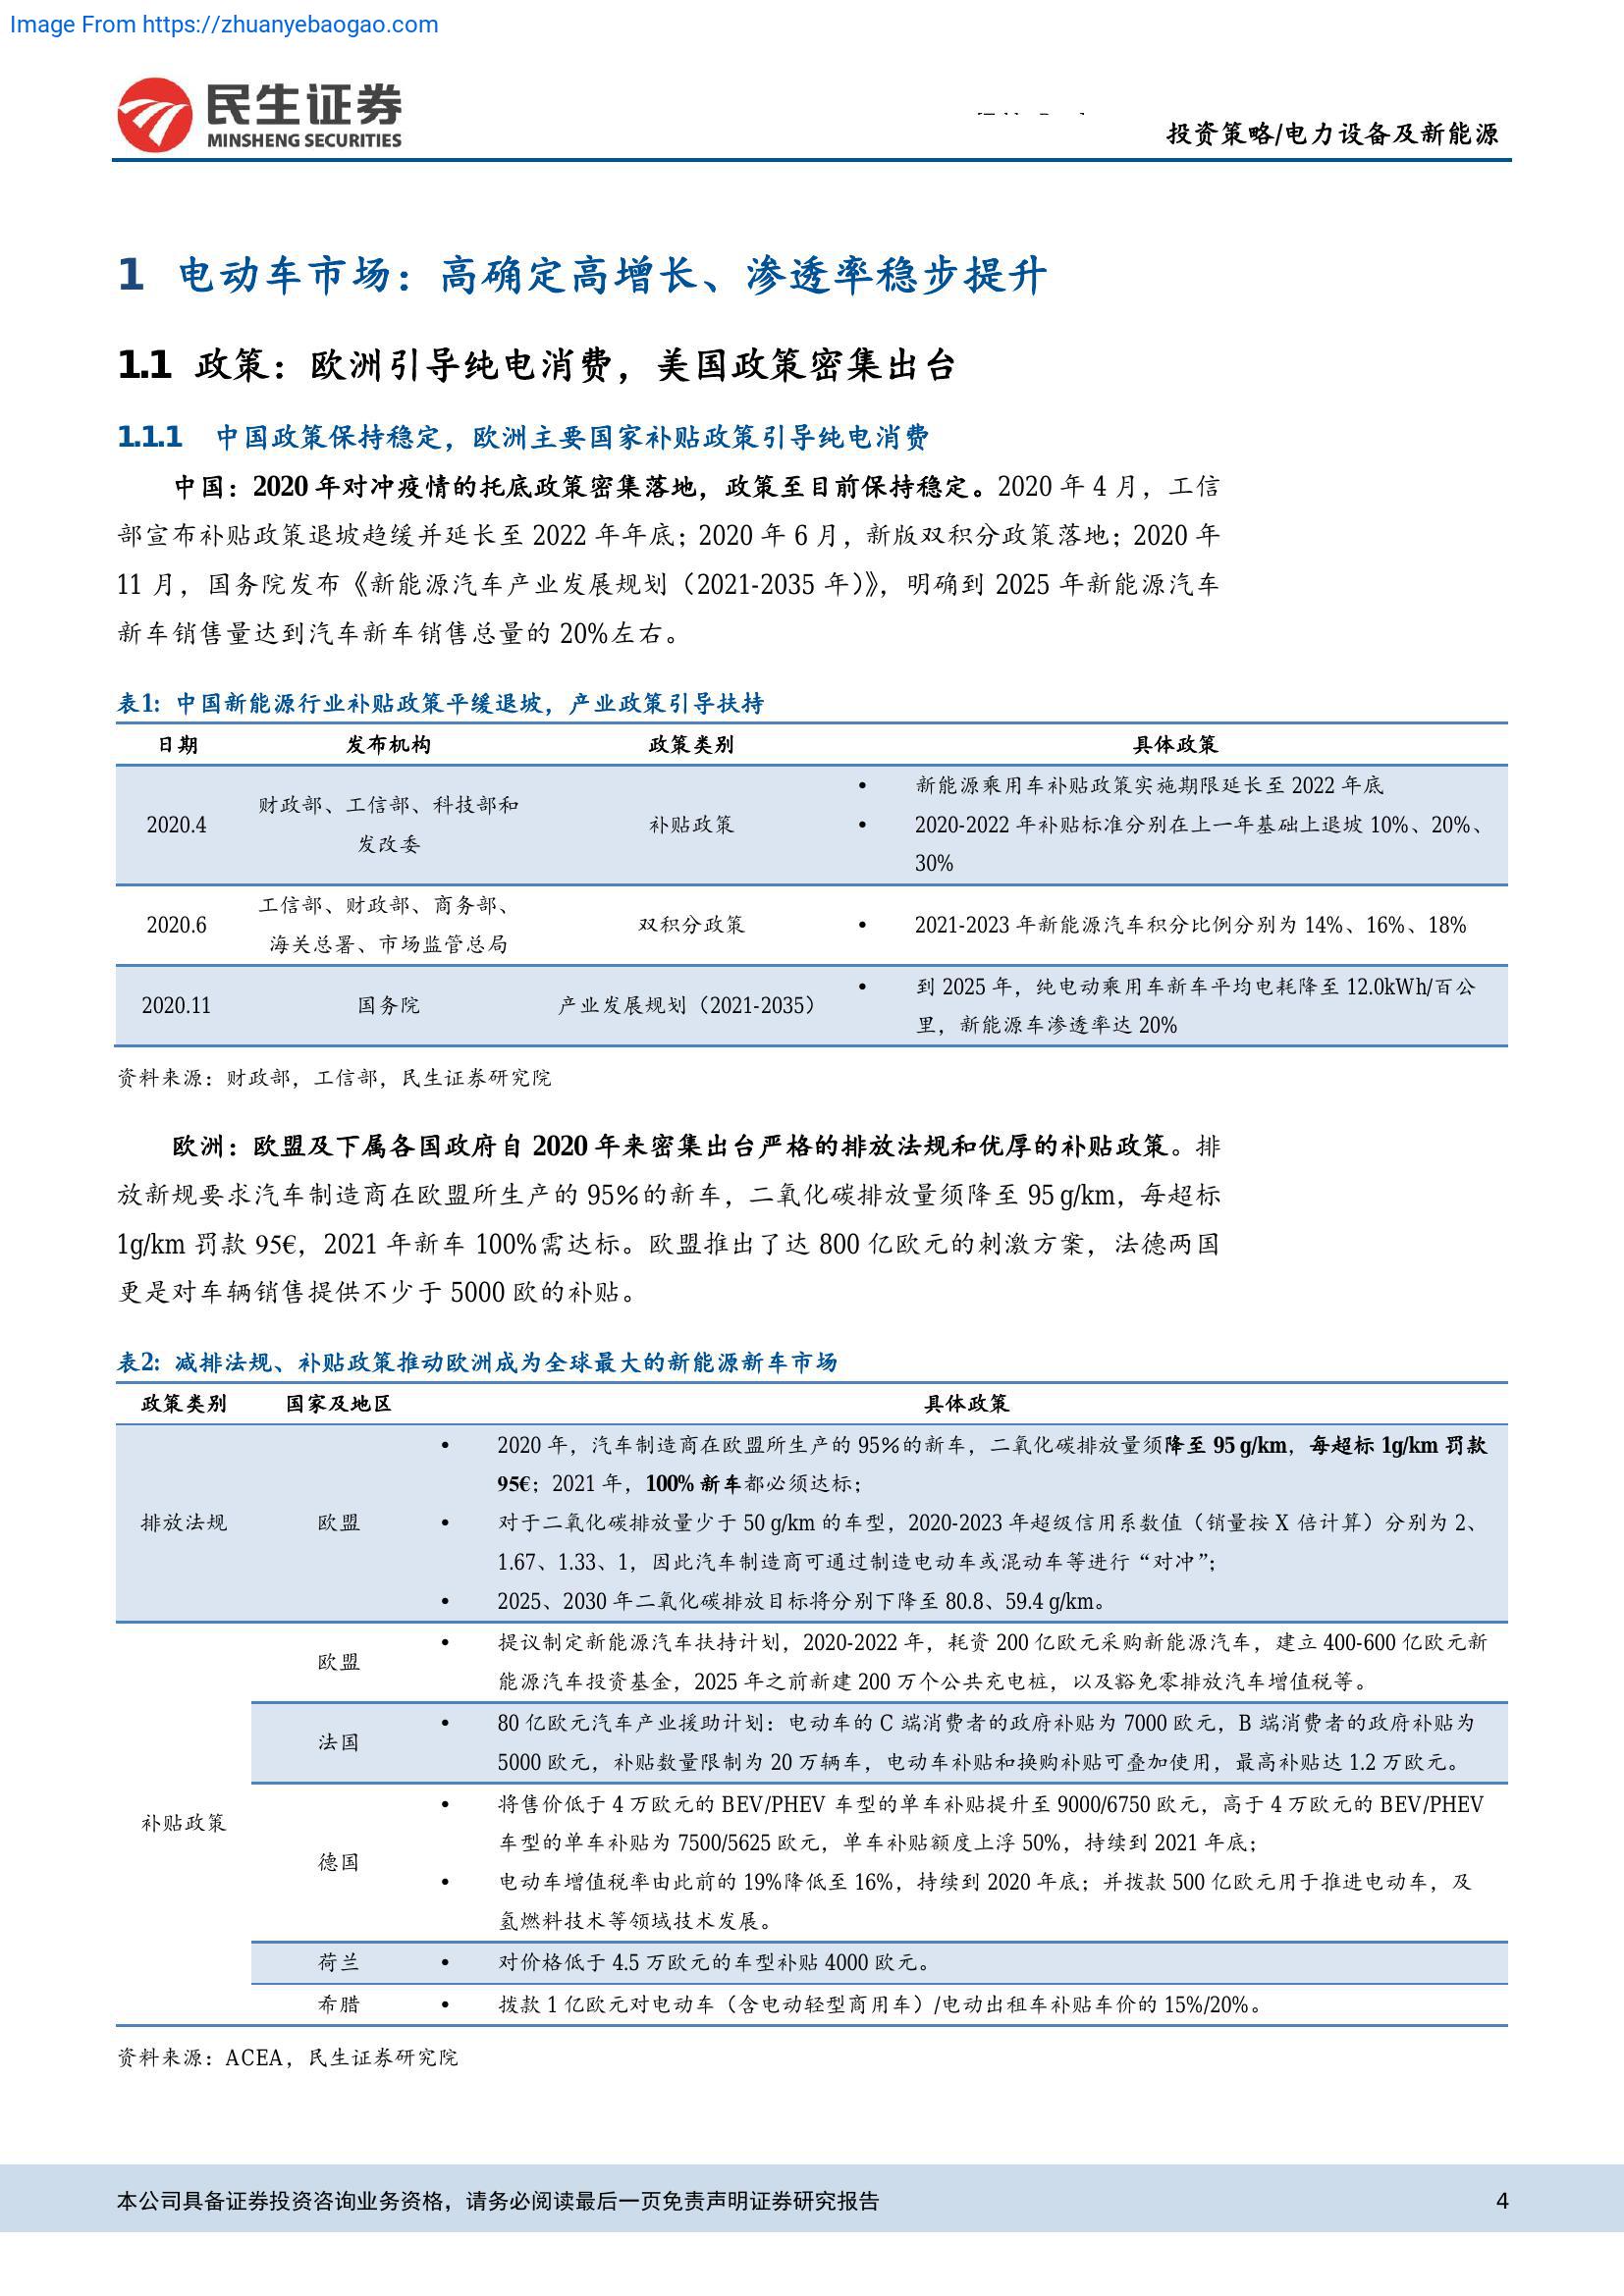 Image From https://zhuanyebaogao.com
民生证券
MINSHENG SECURITIES
投资策略/电力设备及新能源
1 电动车市场：高确定高增长、渗透率稳步提升
1.1 政策：欧洲引导纯电消费，美国政策密集出台
1.1.1 中国政策保持稳定，欧洲主要国家补贴政策引导纯电消费
中国：2020 年对冲疫情的托底政策密集落地，政策至目前保持稳定。2020 年 4 月，工信
部宣布补贴政策退坡趋缓并延长至 2022 年年底；2020 年 6 月，新版双积分政策落地；2020 年
11 月，国务院发布《新能源汽车产业发展规划（2021-2035 年）》，明确到 2025 年新能源汽车
新车销售量达到汽车新车销售总量的 20%左右。
表1: 中国新能源行业补贴政策平缓退坡，产业政策引导扶持
日期 发布机构 政策类别 具体政策
2020.4 财政部、工信部、科技部和
发改委 补贴政策
• 新能源乘用车补贴政策实施期限延长至 2022 年底
• 2020-2022 年补贴标准分别在上一年基础上退坡 10%、20%、
30%
2020.6 工信部、财政部、商务部、
海关总署、市场监管总局 双积分政策
• 2021-2023 年新能源汽车积分比例分别为 14%、16%、18%
2020.11 国务院 产业发展规划（2021-2035）
• 到 2025 年，纯电动乘用车新车平均电耗降至 12.0kWh/百公
里，新能源车渗透率达 20%
资料来源：财政部，工信部，民生证券研究院
欧洲：欧盟及下属各国政府自 2020 年来密集出台严格的排放法规和优厚的补贴政策。排
放新规要求汽车制造商在欧盟所生产的 95%的新车，二氧化碳排放量须降至 95 g/km，每超标
1g/km 罚款 95€，2021 年新车 100%需达标。欧盟推出了达 800 亿欧元的刺激方案，法德两国
更是对车辆销售提供不少于 5000 欧的补贴。
表2: 减排法规、补贴政策推动欧洲成为全球最大的新能源新车市场
政策类别 国家及地区 具体政策
排放法规 欧盟
• 2020 年，汽车制造商在欧盟所生产的 95%的新车，二氧化碳排放量须降至 95 g/km，每超标 1g/km 罚款
95€；2021 年，100% 新车都必须达标；
• 对于二氧化碳排放量少于 50 g/km 的车型，2020-2023 年超级信用系数值（销量按 X 倍计算）分别为 2、
1.67、1.33、1，因此汽车制造商可通过制造电动车或混动车等进行“对冲”；
• 2025、2030 年二氧化碳排放目标将分别下降至 80.8、59.4 g/km。
补贴政策
欧盟
• 提议制定新能源汽车扶持计划，2020-2022 年，耗资 200 亿欧元采购新能源汽车，建立 400-600 亿欧元新
能源汽车投资基金，2025 年之前新建 200 万个公共充电桩，以及豁免零排放汽车增值税等。
法国
• 80 亿欧元汽车产业援助计划：电动车的 C 端消费者的政府补贴为 7000 欧元，B 端消费者的政府补贴为
5000 欧元，补贴数量限制为 20 万辆车，电动车补贴和换购补贴可叠加使用，最高补贴达 1.2 万欧元。
德国
• 将售价低于 4 万欧元的 BEV/PHEV 车型的单车补贴提升至 9000/6750 欧元，高于 4 万欧元的 BEV/PHEV
车型的单车补贴为 7500/5625 欧元，单车补贴额度上浮 50%，持续到 2021 年底；
• 电动车增值税率由此前的 19%降低至 16%，持续到 2020 年底；并拨款 500 亿欧元用于推进电动车，及
氢燃料技术等领域技术发展。
荷兰 • 对价格低于 4.5 万欧元的车型补贴 4000 欧元。
希腊 • 拨款 1 亿欧元对电动车（含电动轻型商用车）/电动出租车补贴车价的 15%/20%。
资料来源：ACEA，民生证券研究院
本公司具备证券投资咨询业务资格，请务必阅读最后一页免责声明证券研究报告 4